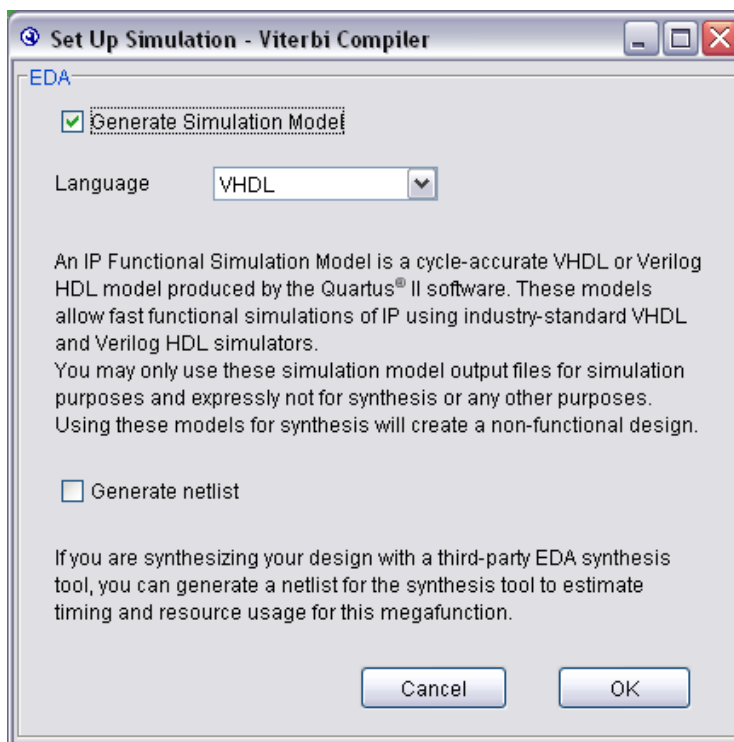 Set Up Simulation - Viterbi Compiler
EDA
Generate Simulation Model
Language VHDL
An IP Functional Simulation Model is a cycle-accurate VHDL or Verilog
HDL model produced by the Quartus® II software. These models
allow fast functional simulations of IP using industry-standard VHDL
and Verilog HDL simulators.
You may only use these simulation model output files for simulation
purposes and expressly not for synthesis or any other purposes.
Using these models for synthesis will create a non-functional design.
Generate netlist
If you are synthesizing your design with a third-party EDA synthesis
tool, you can generate a netlist for the synthesis tool to estimate
timing and resource usage for this megafunction.
Cancel OK